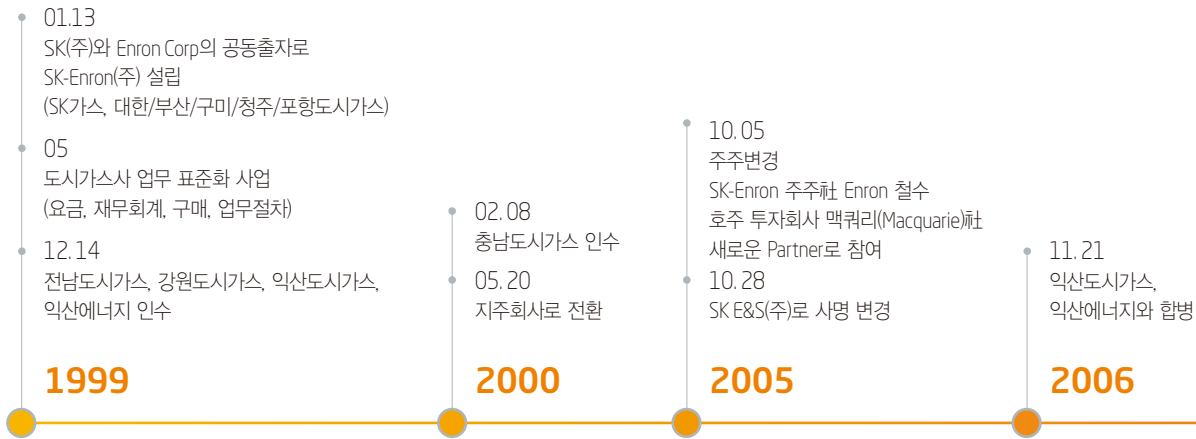 01.13
SK(주)와 Enron Corp의 공동출자로
SK-Enron(주) 설립
(SK가스, 대한/부산/구미/청주/포항도시가스)
05
도시가스사 업무 표준화 사업
(요금, 재무회계, 구매, 업무절차)
12.14
전남도시가스, 강원도시가스, 익산도시가스,
익산에너지 인수
1999
02.08
충남도시가스 인수
05.20
지주회사로 전환
2000
10.05
주주변경
SK-Enron 주주社 Enron 철수
호주 투자회사 맥쿼리(Macquarie)社
새로운 Partner로 참여
10.28
SK E&S(주)로 사명 변경
2005
11.21
익산도시가스,
익산에너지와 합병
2006